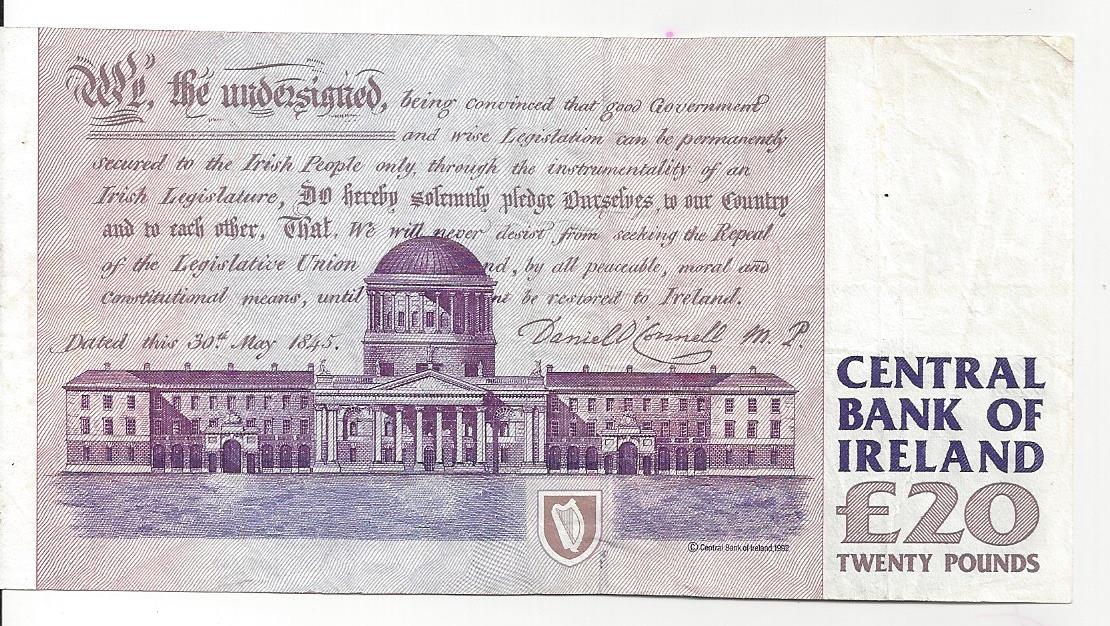 We, the undersigned, being convinced that good Government
and wise Legislation can be permanently
secured to the Irish People only, through the instrumentality of an
Irish Legislature, DO hereby solemnly pledge Ourselves, to our Country
and to each other, That. We will never desist from seeking the Repeal
of the Legislative Union nd, by all peaceable, moral and
constitutional means, until nt be restored to Ireland.
Dated this 30th May 1845. Daniel O'Connell M. P.
CENTRAL
BANK OF
IRELAND
£20
TWENTY POUNDS
© Central Bank of Ireland, 1992